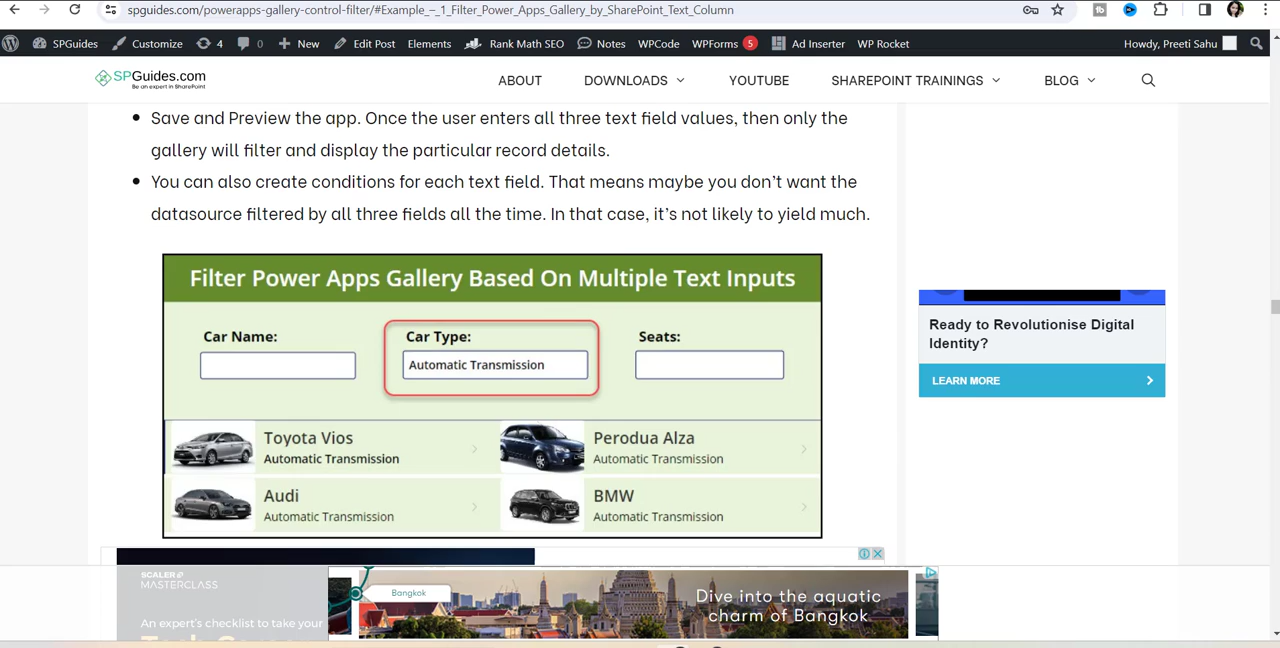 spguides.com/powerapps-gallery-control-filter/#Example_–_1_Filter_Power_Apps_Gallery_by_SharePoint_Text_Column
SPGuides Customize 4 0 New Edit Post Elements Rank Math SEO Notes WPCode WPForms 5 Ad Inserter WP Rocket Howdy, Preeti Sahu
SPGuides.com
Be an expert in SharePoint
ABOUT DOWNLOADS YOUTUBE SHAREPOINT TRAININGS BLOG
Save and Preview the app. Once the user enters all three text field values, then only the
gallery will filter and display the particular record details.
You can also create conditions for each text field. That means maybe you don’t want the
datasource filtered by all three fields all the time. In that case, it’s not likely to yield much.
Filter Power Apps Gallery Based On Multiple Text Inputs
Car Name: Car Type: Seats:
Automatic Transmission
Toyota Vios
Automatic Transmission
Perodua Alza
Automatic Transmission
Audi
Automatic Transmission
BMW
Automatic Transmission
Ready to Revolutionise Digital
Identity?
LEARN MORE
SCALER
MASTERCLASS
An expert's checklist to take your
Bangkok
Dive into the aquatic
charm of Bangkok